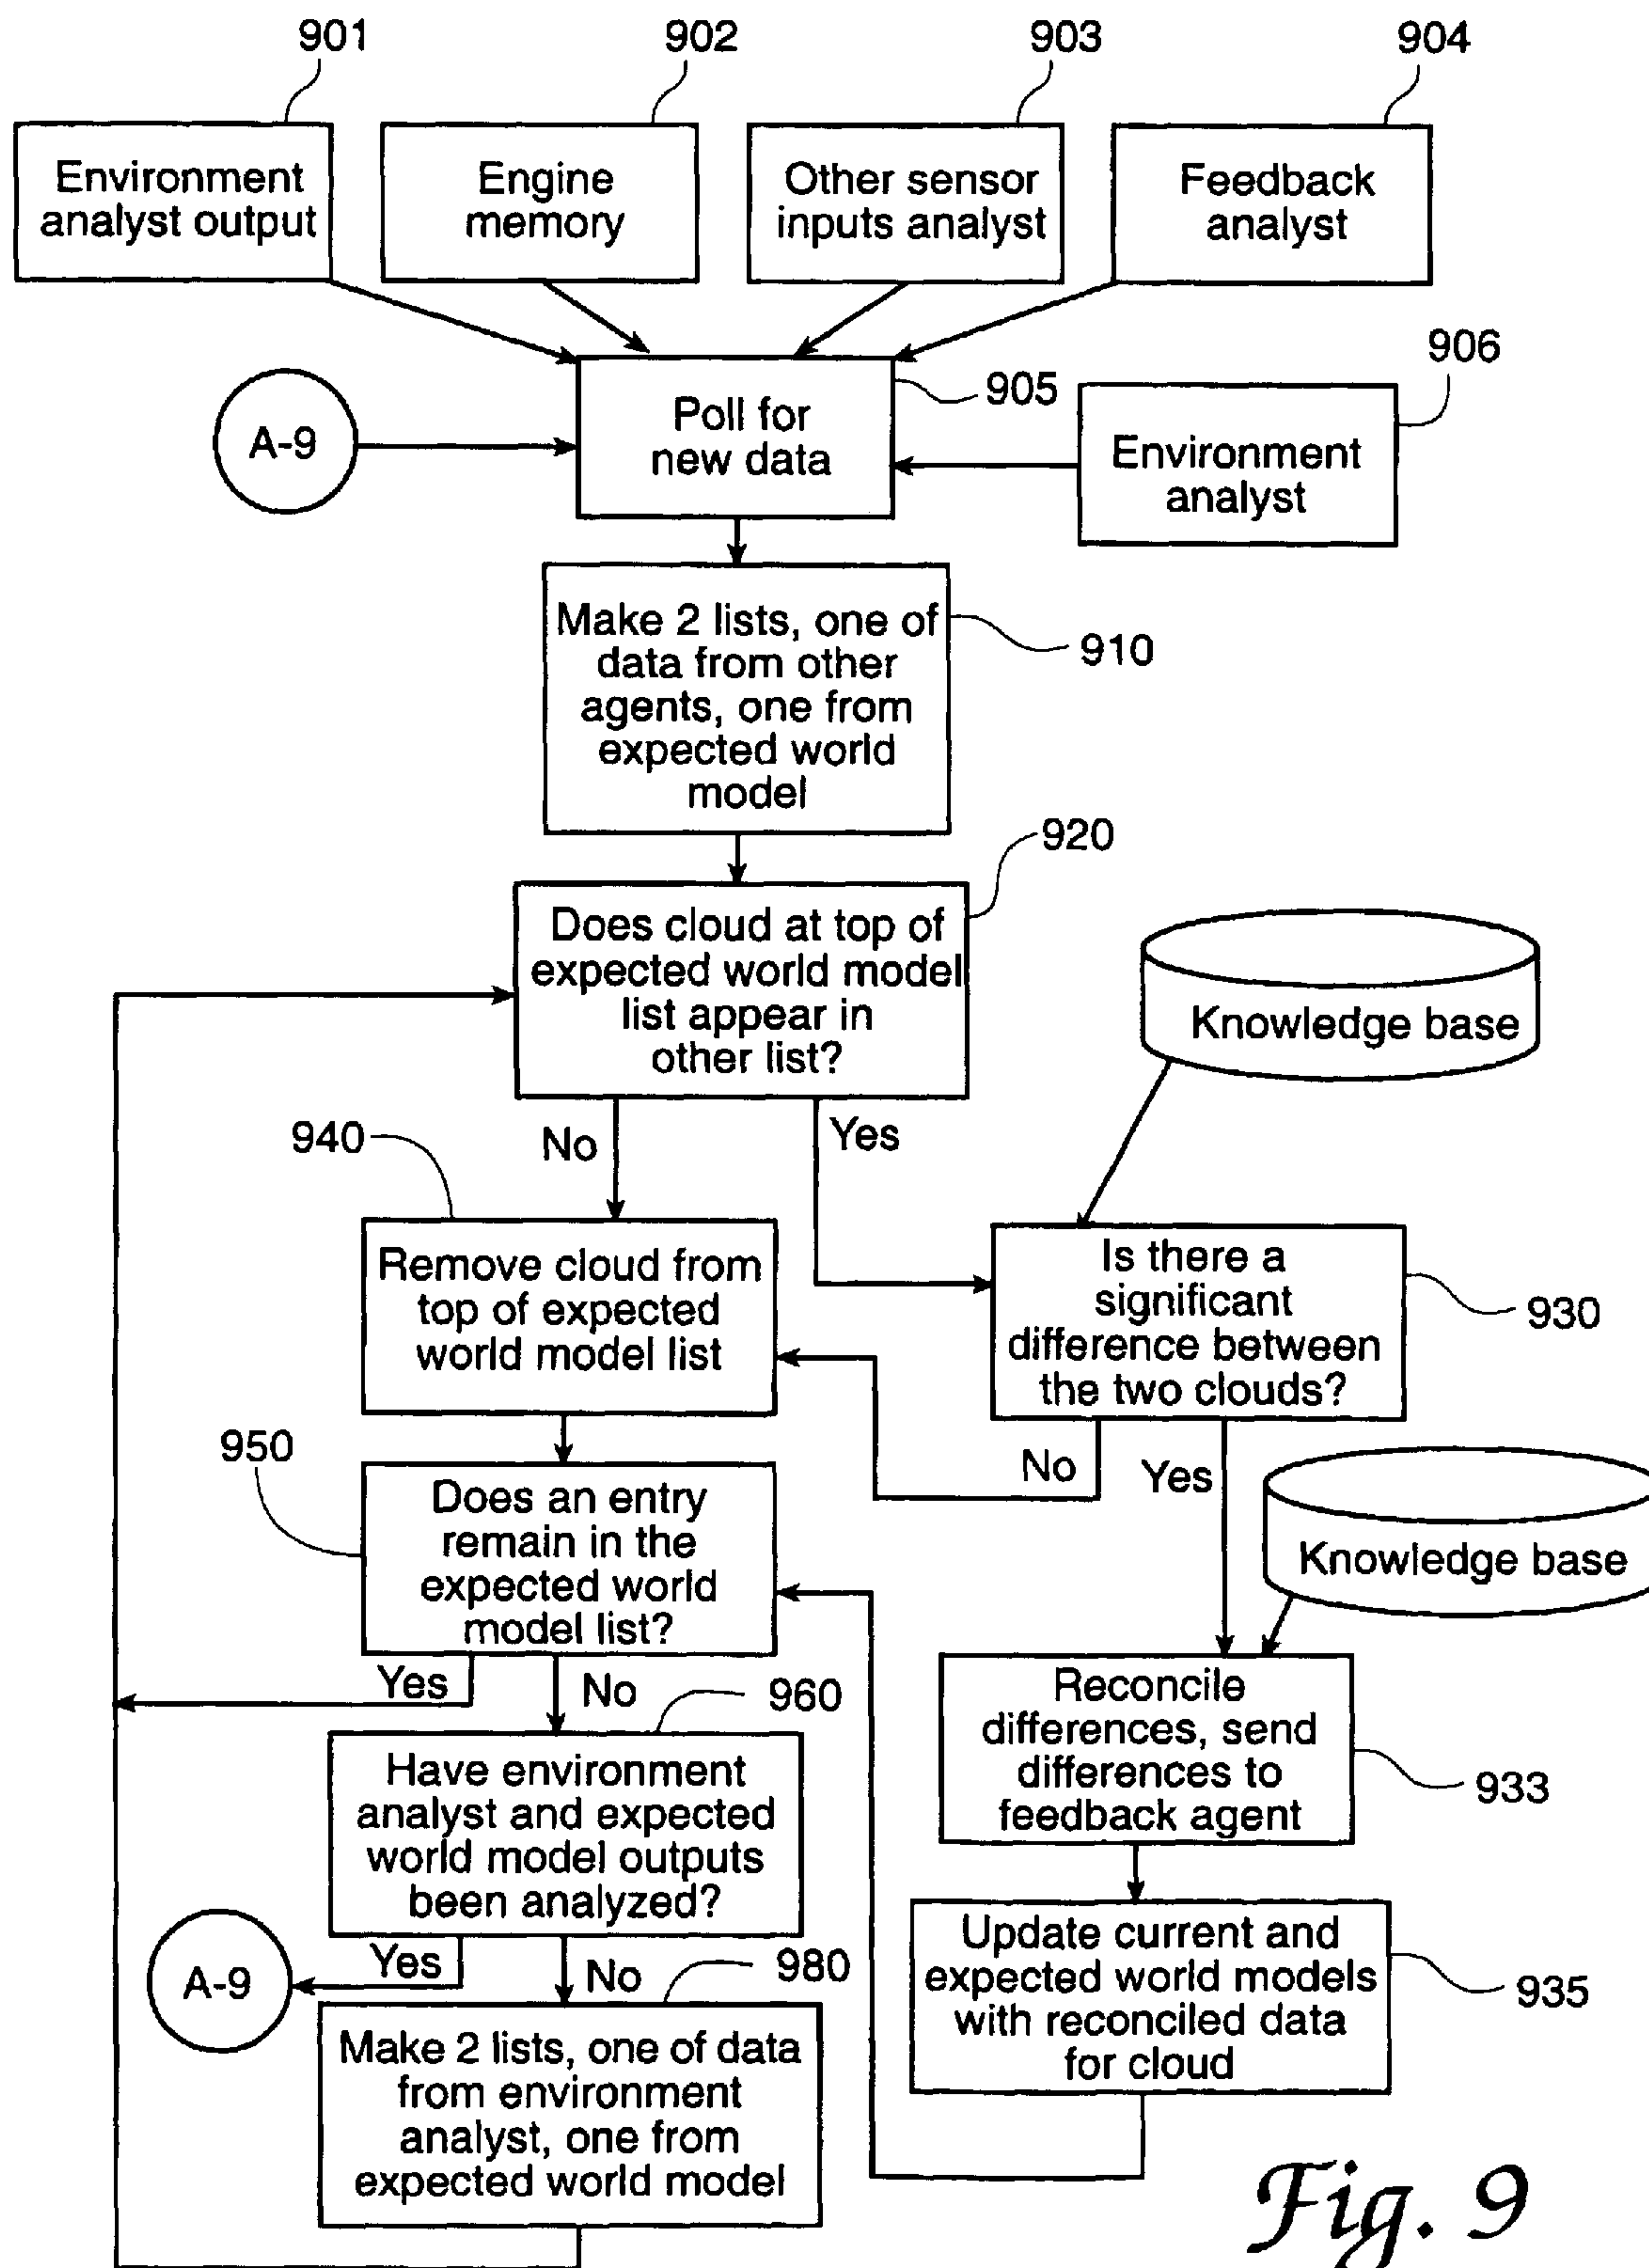 901
902
903
904
Environment
analyst output
Engine
memory
Other sensor
inputs analyst
Feedback
analyst
906
905
A-9
Poll for
new data
Environment
analyst
Make 2 lists, one of
data from other
agents, one from
expected world
model
910
920
Does cloud at top of
expected world model
list appear in
other list?
Knowledge base
No
Yes
940
Remove cloud from
top of expected
world model list
Is there a
significant
difference between
the two clouds?
930
950
No
Yes
Does an entry
remain in the
expected world
model list?
Knowledge base
Yes
No
960
Reconcile
differences, send
differences to
feedback agent
933
Have environment
analyst and expected
world model outputs
been analyzed?
A-9
Yes
No
980
Update current and
expected world models
with reconciled data
for cloud
935
Make 2 lists, one of data
from environment
analyst, one from
expected world model
Fig. 9